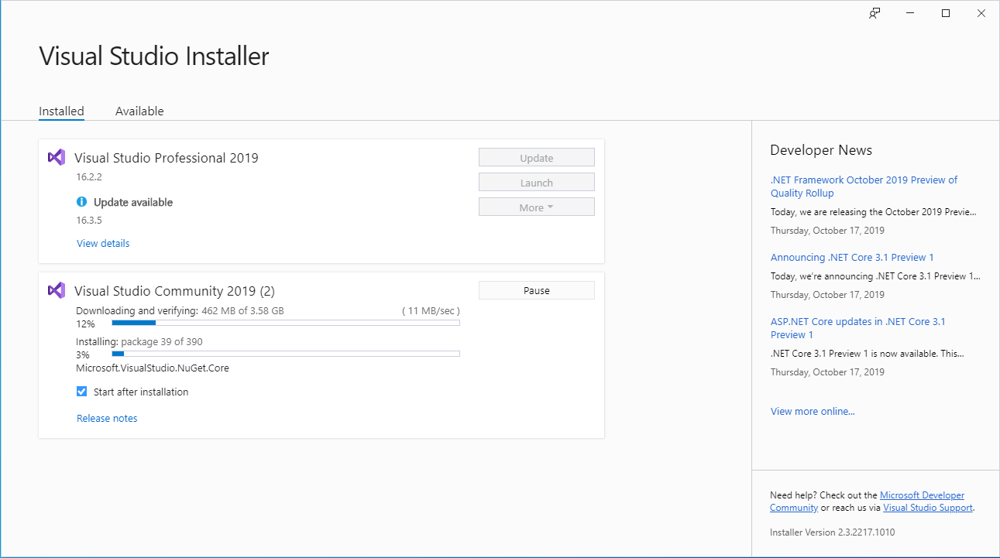 Visual Studio Installer
Installed
Available
Visual Studio Professional 2019
16.2.2
Update available
16.3.5
View details
Update
Launch
More
Visual Studio Community 2019 (2)
Pause
Downloading and verifying: 462 MB of 3.58 GB
( 11 MB/sec )
12%
Installing: package 39 of 390
3%
Microsoft.VisualStudio.NuGet.Core
Start after installation
Release notes
Developer News
.NET Framework October 2019 Preview of
Quality Rollup
Today, we are releasing the October 2019 Previe...
Thursday, October 17, 2019
Announcing .NET Core 3.1 Preview 1
Today, we're announcing .NET Core 3.1 Preview 1...
Thursday, October 17, 2019
ASP.NET Core updates in .NET Core 3.1
Preview 1
.NET Core 3.1 Preview 1 is now available. This...
Thursday, October 17, 2019
View more online...
Need help? Check out the Microsoft Developer
Community or reach us via Visual Studio Support.
Installer Version 2.3.2217.1010